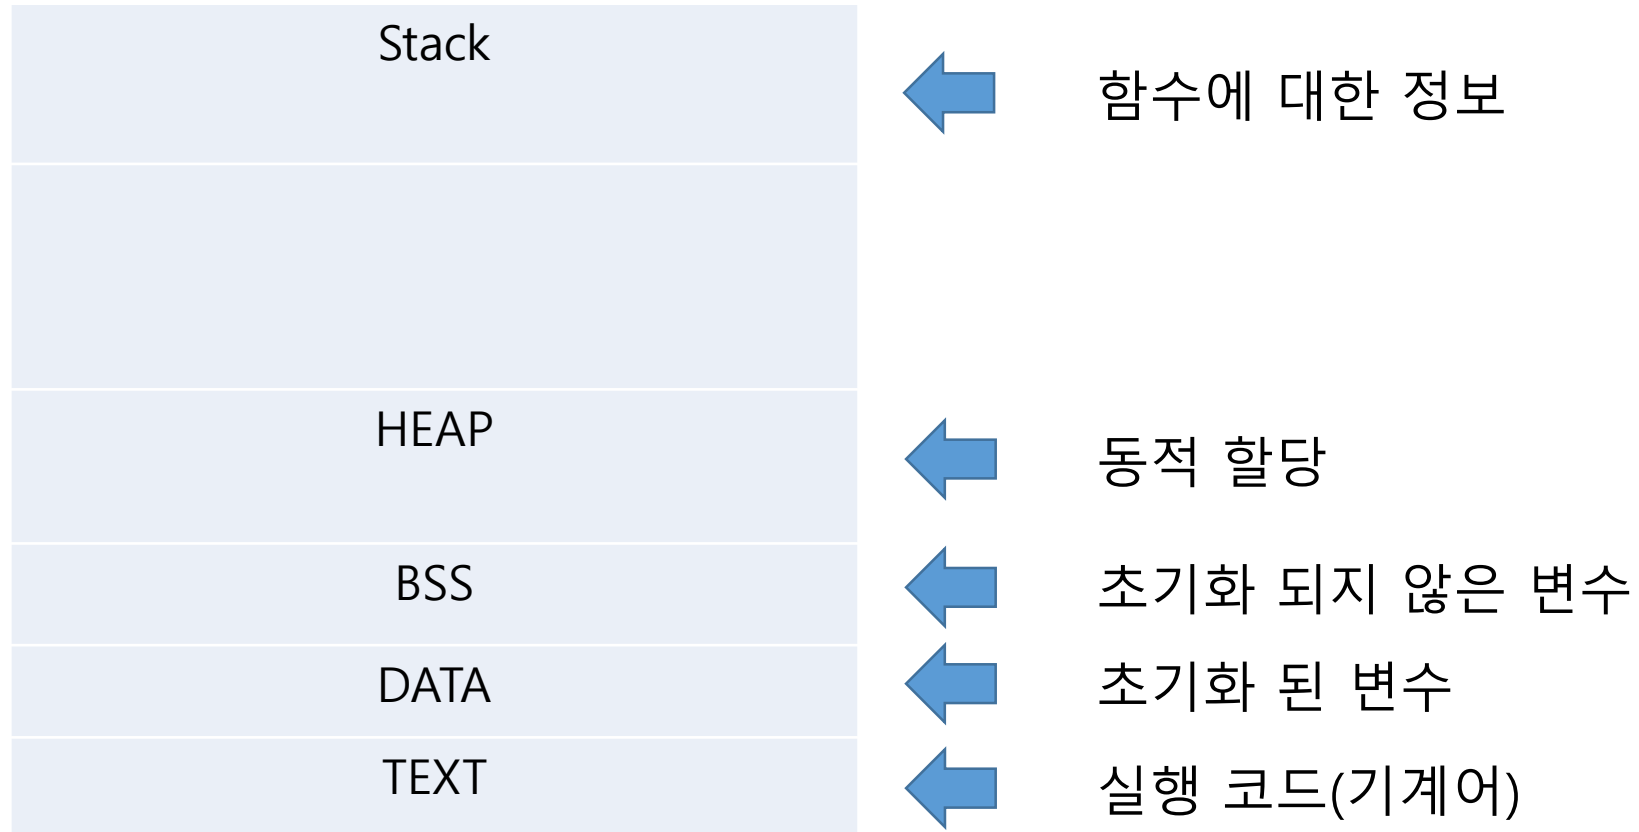 Stack
함수에 대한 정보
HEAP
동적 할당
BSS
초기화 되지 않은 변수
DATA
초기화 된 변수
TEXT
실행 코드(기계어)